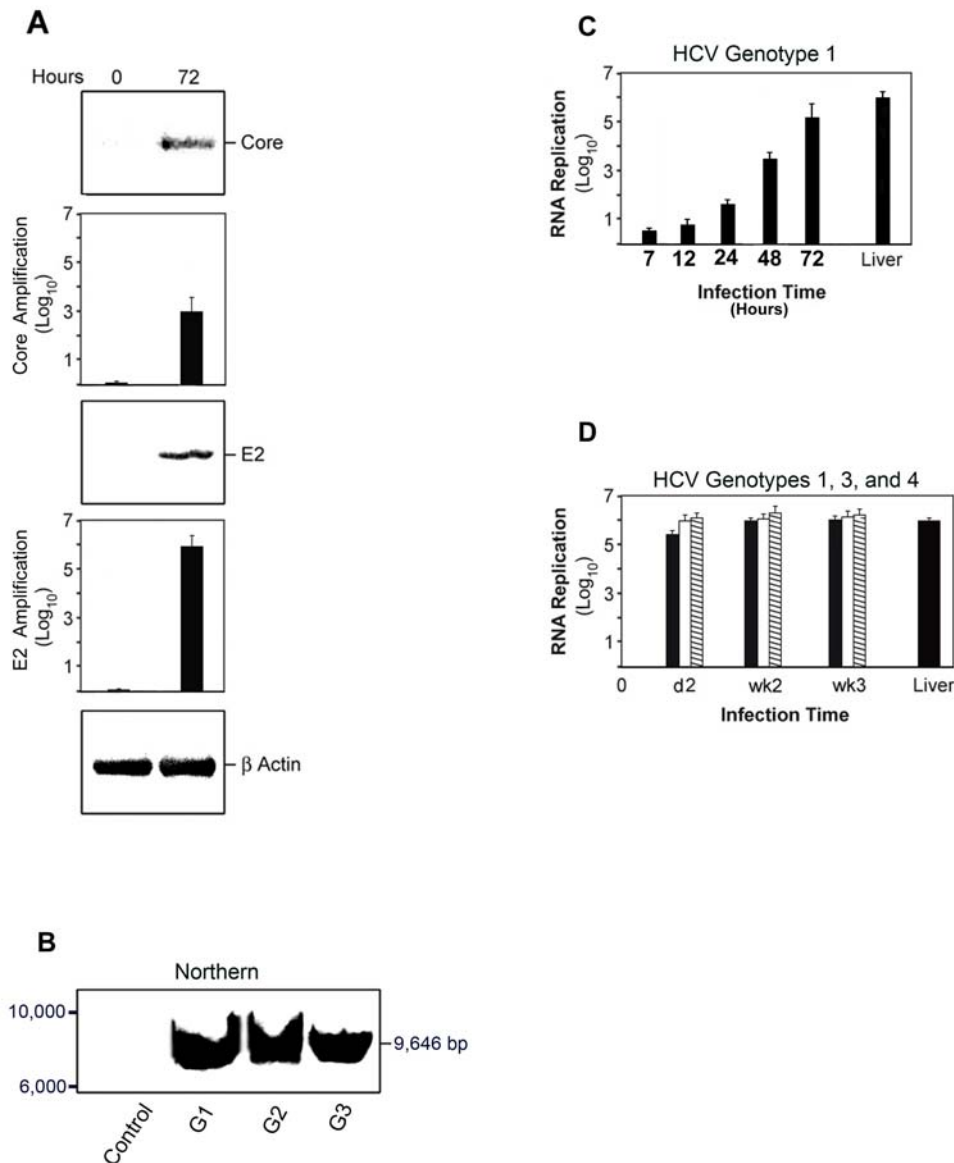 A
Hours 0 72
Core
7
5
3
1
Core Amplification
(Log10)
E2
7
5
3
1
E2 Amplification
(Log10)
β Actin
B
Northern
10,000
6,000
9,646 bp
Control
G1
G2
G3
C
HCV Genotype 1
7
5
3
1
RNA Replication
(Log10)
7 12 24 48 72 Liver
Infection Time
(Hours)
D
HCV Genotypes 1, 3, and 4
7
5
3
1
RNA Replication
(Log10)
0 d2 wk2 wk3 Liver
Infection Time